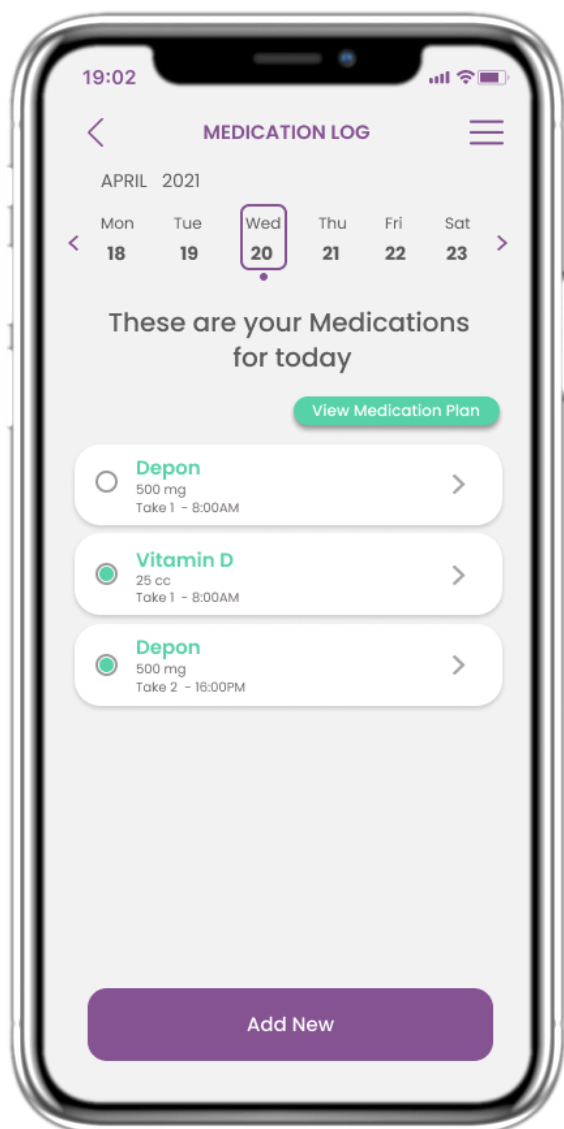 19:02
MEDICATION LOG
APRIL 2021
Mon Tue Wed Thu Fri Sat
18 19 20 21 22 23
These are your Medications
for today
View Medication Plan
Depon
500 mg
Take 1 - 8:00AM
Vitamin D
25 cc
Take 1 - 8:00AM
Depon
500 mg
Take 2 - 16:00PM
Add New